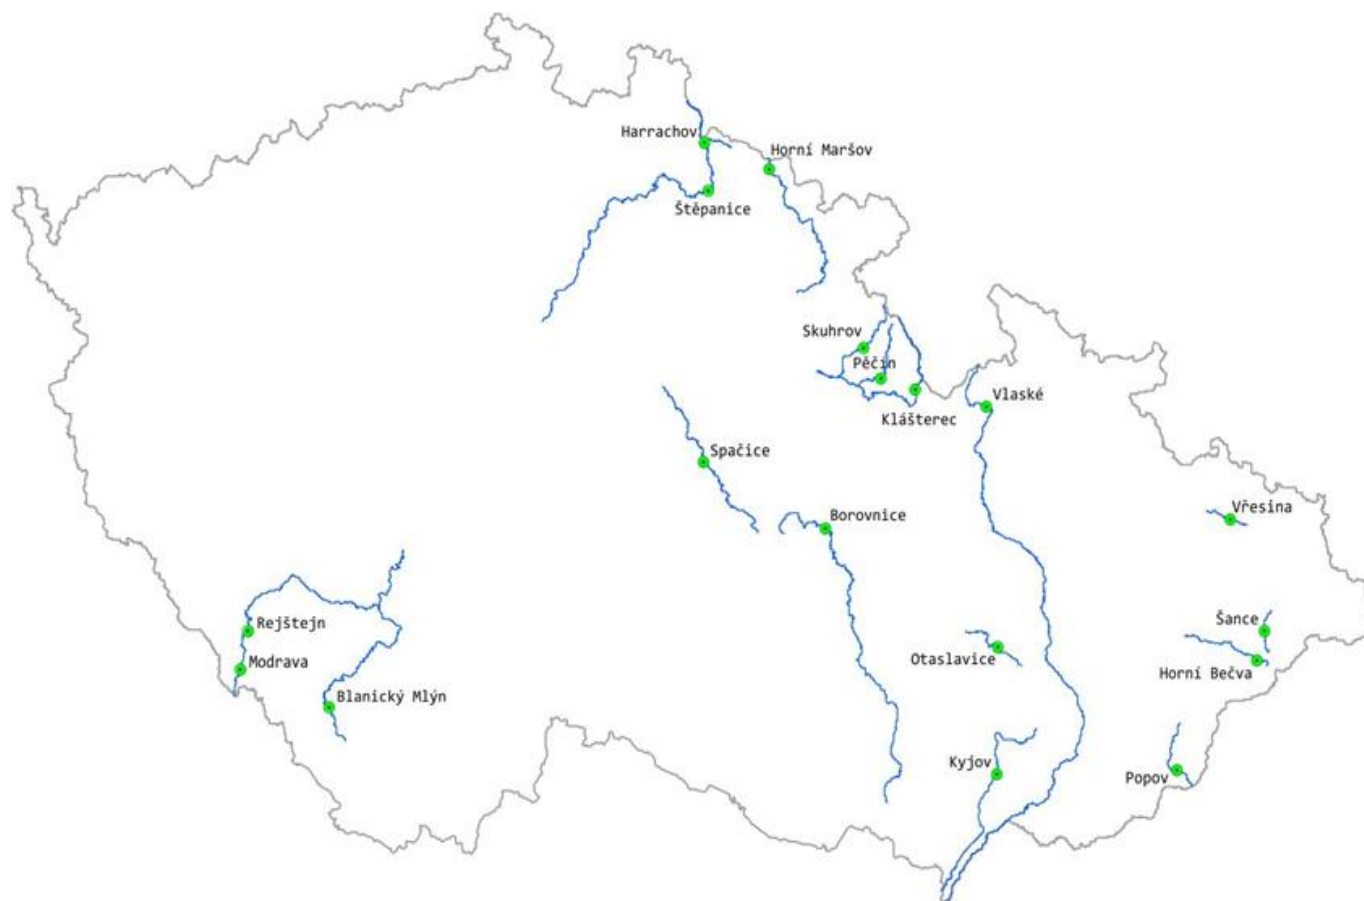 Harrachov
Horní Maršov
Štěpanice
Skuhrov
Pěčín
Klášterec
Vlaské
Spačice
Borovnice
Vřesina
Rejštejn
Modrava
Blanický Mlýn
Otaslavice
Šance
Horní Bečva
Kyjov
Popov